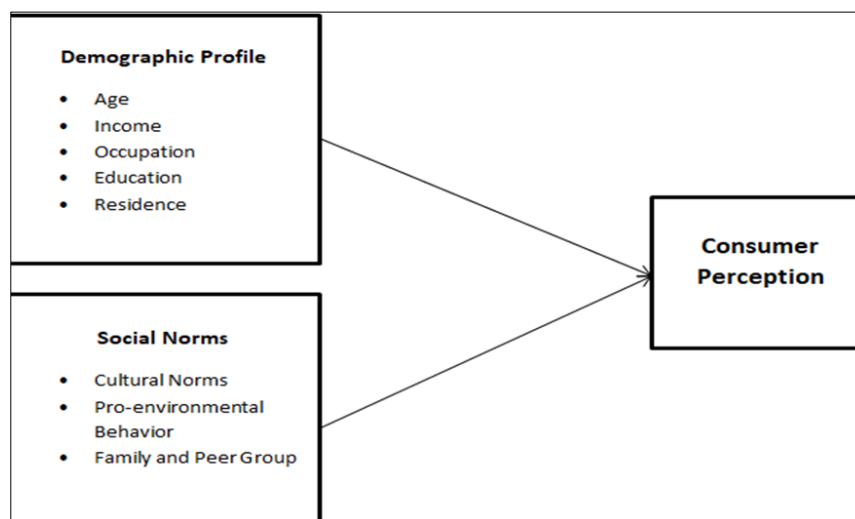 Demographic Profile
• Age
• Income
• Occupation
• Education
• Residence
Social Norms
• Cultural Norms
• Pro-environmental
Behavior
• Family and Peer Group
Consumer
Perception